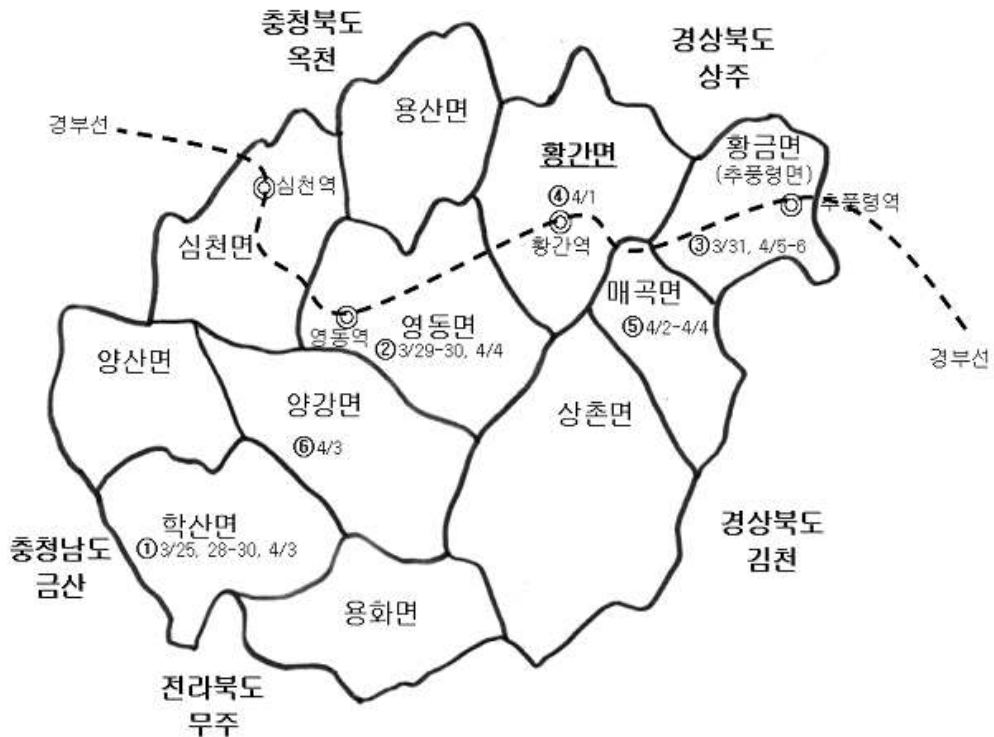 충청북도
옥천
경상북도
상주
경부선
용산면
황간면
황금면
(추풍령면)
심천역
④4/1
추풍령역
황간역
심천면
③3/31, 4/5-6
매곡면
영동역
영동면
⑤4/2-4/4
②3/29-30, 4/4
경부선
양산면
양강면
상촌면
⑥4/3
학산면
①3/25, 28-30, 4/3
경상북도
김천
충청남도
금산
용화면
전라북도
무주